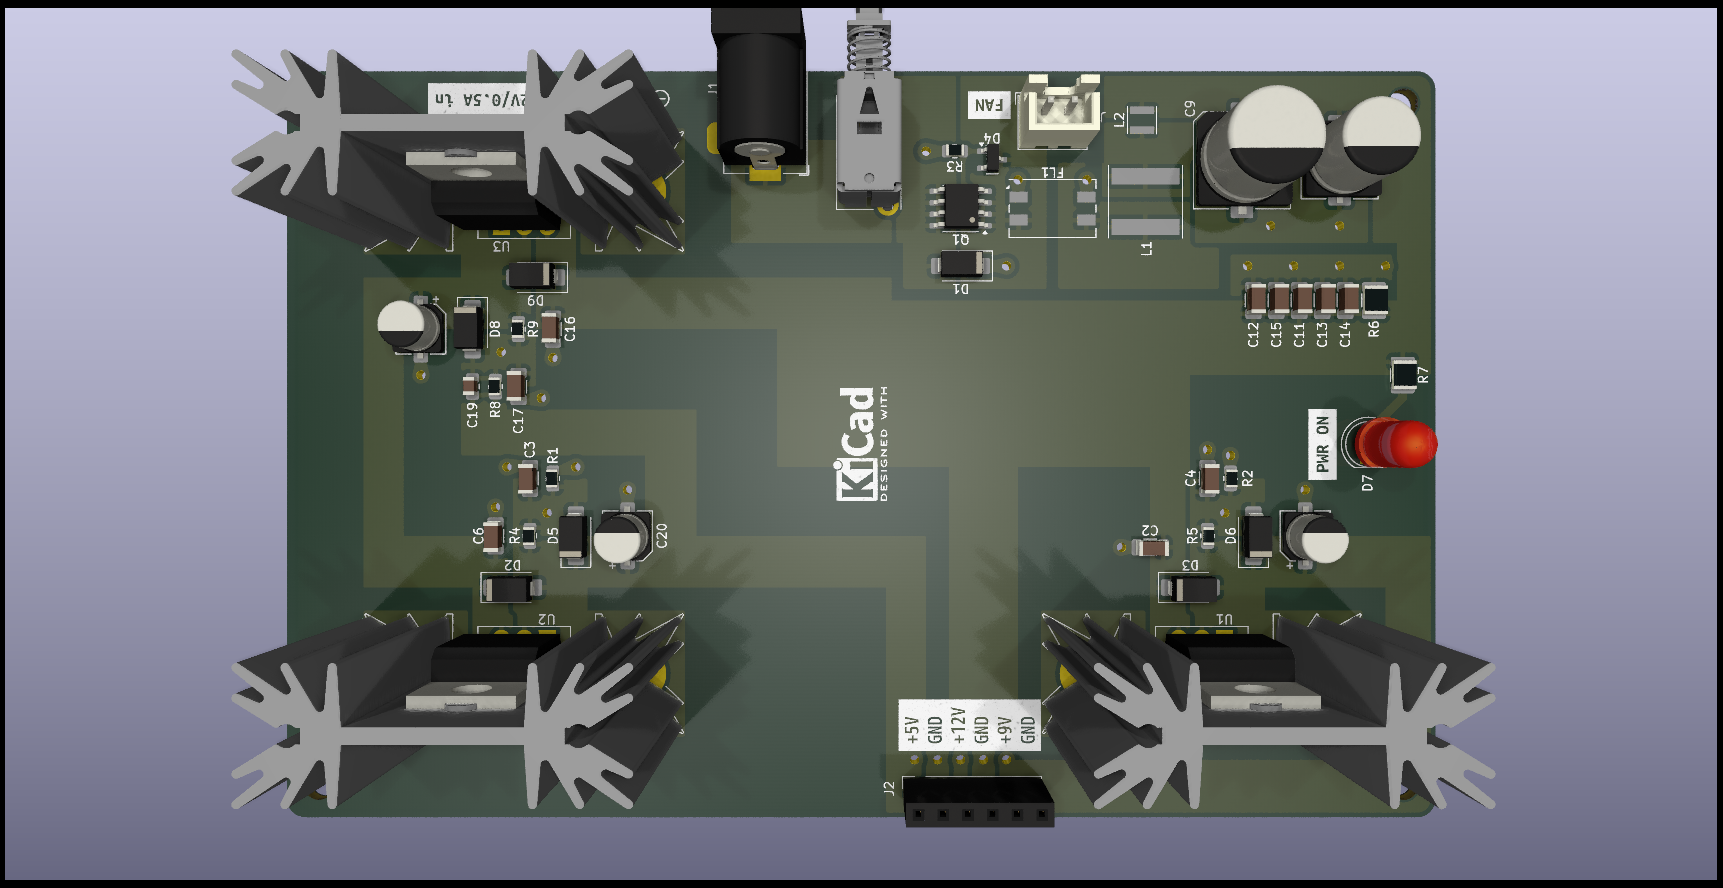 2V/0.5A in
J1
FAN
L2
C9
D4
R3
FL1
Q1
L1
D1
U3
D9
D8
R9
C16
C12
C15
C11
C13
C14
R6
R7
C19
R8
C17
KiCad
DESIGNED WITH
PWR ON
D7
C3
R1
C4
R2
C6
R4
D5
C20
C2
R5
D6
D2
D3
U2
U1
+5V
GND
+12V
GND
+9V
GND
J2